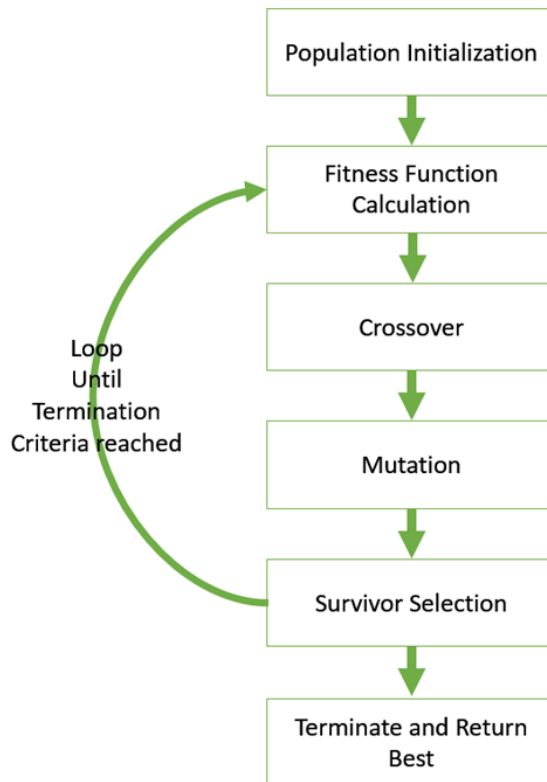 Population Initialization
Fitness Function
Calculation
Crossover
Loop
Until
Termination
Criteria reached
Mutation
Survivor Selection
Terminate and Return
Best